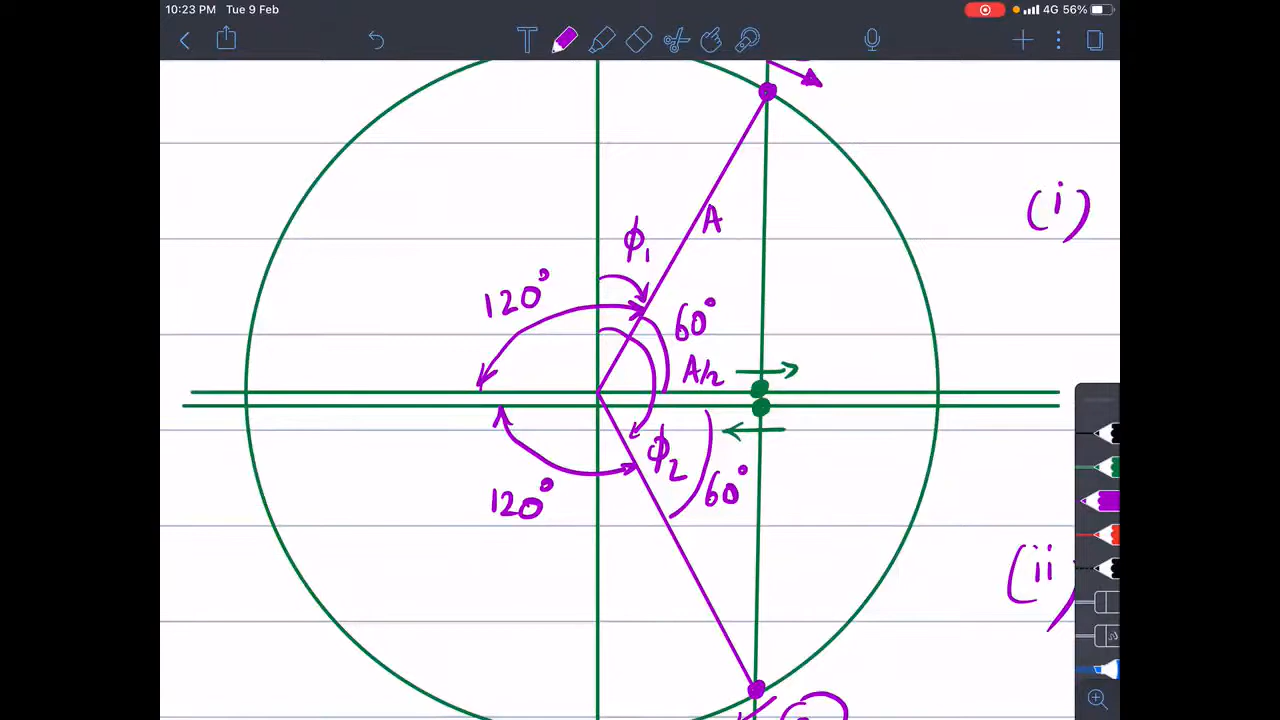 10:23 PM Tue 9 Feb
4G 56%
T
A
(i)
ϕ₁
120°
60°
A/2
ϕ₂
60°
120°
(ii)